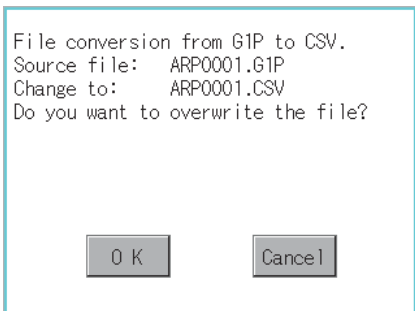 File conversion from G1P to CSV.
Source file: ARP0001.G1P
Change to: ARP0001.CSV
Do you want to overwrite the file?
OK Cancel